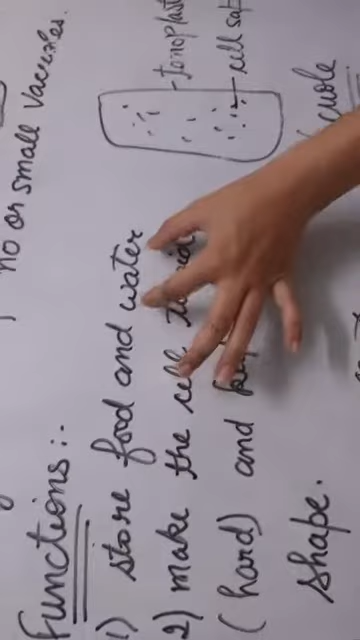 no or small vacuoles.
tonoplast
cell sap
Functions :-
1) store food and water
2) make the cell
(hard) and
shape.